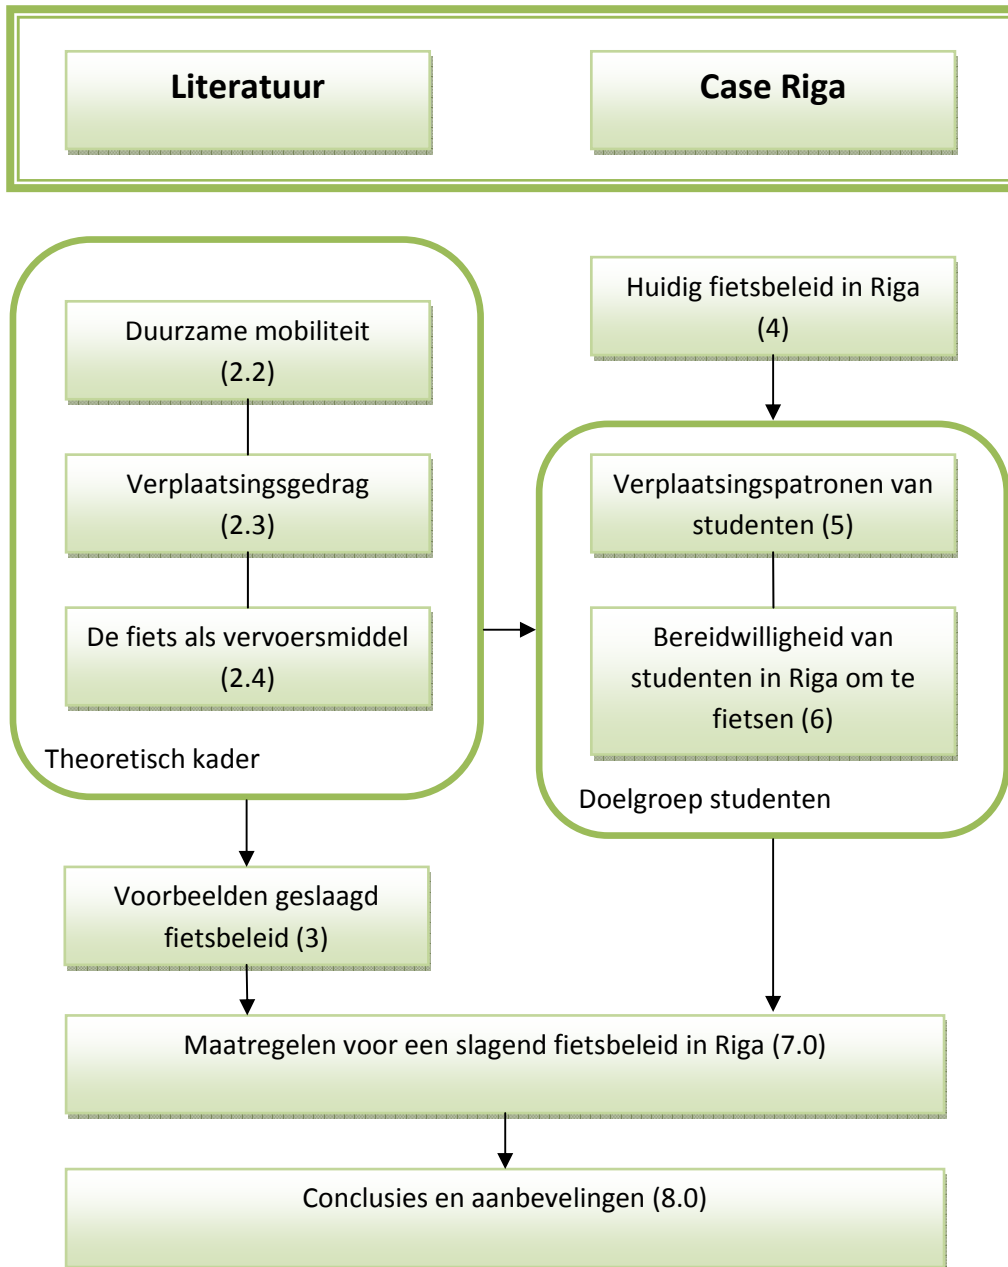 Literatuur
Case Riga
Duurzame mobiliteit
(2.2)
Verplaatsingsgedrag
(2.3)
De fiets als vervoersmiddel
(2.4)
Theoretisch kader
Huidig fietsbeleid in Riga
(4)
Verplaatsingspatronen van
studenten (5)
Bereidwilligheid van
studenten in Riga om te
fietsen (6)
Doelgroep studenten
Voorbeelden geslaagd
fietsbeleid (3)
Maatregelen voor een slagend fietsbeleid in Riga (7.0)
Conclusies en aanbevelingen (8.0)